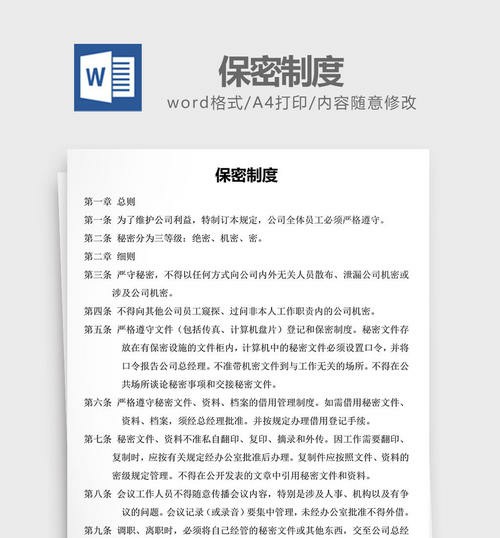 W
保密制度
word格式/A4打印/内容随意修改
保密制度
第一章 总则
第一条 为了维护公司利益，特制订本规定，公司全体员工必须严格遵守。
第二条 秘密分为三等级：绝密、机密、密。
第二章 细则
第三条 严守秘密，不得以任何方式向公司内外无关人员散布、泄漏公司机密或
涉及公司机密。
第四条 不得向其他公司员工窥探、过问非本人工作职责内的公司机密。
第五条 严格遵守文件（包括传真、计算机盘片）登记和保密制度。秘密文件存
放在有保密设施的文件柜内，计算机中的秘密文件必须设置口令，并将
口令报告公司总经理。不准带机密文件到与工作无关的场所。不得在公
共场所谈论秘密事项和交接秘密文件。
第六条 严格遵守秘密文件、资料、档案的借用管理制度。如需借用秘密文件、
资料、档案，须经总经理批准。并按规定办理借用登记手续。
第七条 秘密文件、资料不准私自翻印、复印、摘录和外传。因工作需要翻印、
复制时，应按有关规定经办公室批准后办理。复制件应按照文件、资料的
密级规定管理。不得在公开发表的文章中引用秘密文件和资料。
第八条 会议工作人员不得随意传播会议内容，特别是涉及人事、机构以及有争
议的问题。会议记录（或录音）要集中管理，未经办公室批准不得外借。
第九条 调职、离职时，必须将自己经管的秘密文件或其他东西，交至公司总经